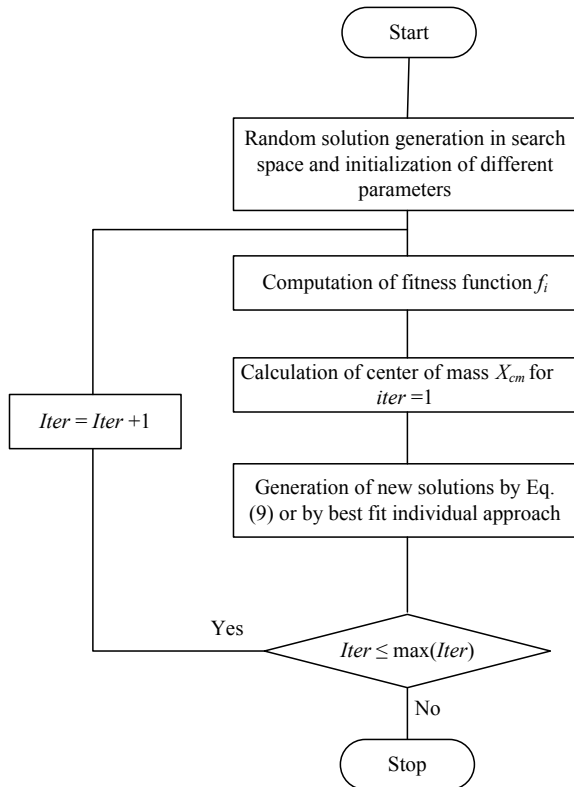 Start
Random solution generation in search
space and initialization of different
parameters
Computation of fitness function f_i
Calculation of center of mass X_cm for
iter =1
Iter = Iter +1
Generation of new solutions by Eq.
(9) or by best fit individual approach
Yes
Iter ≤ max(Iter)
No
Stop